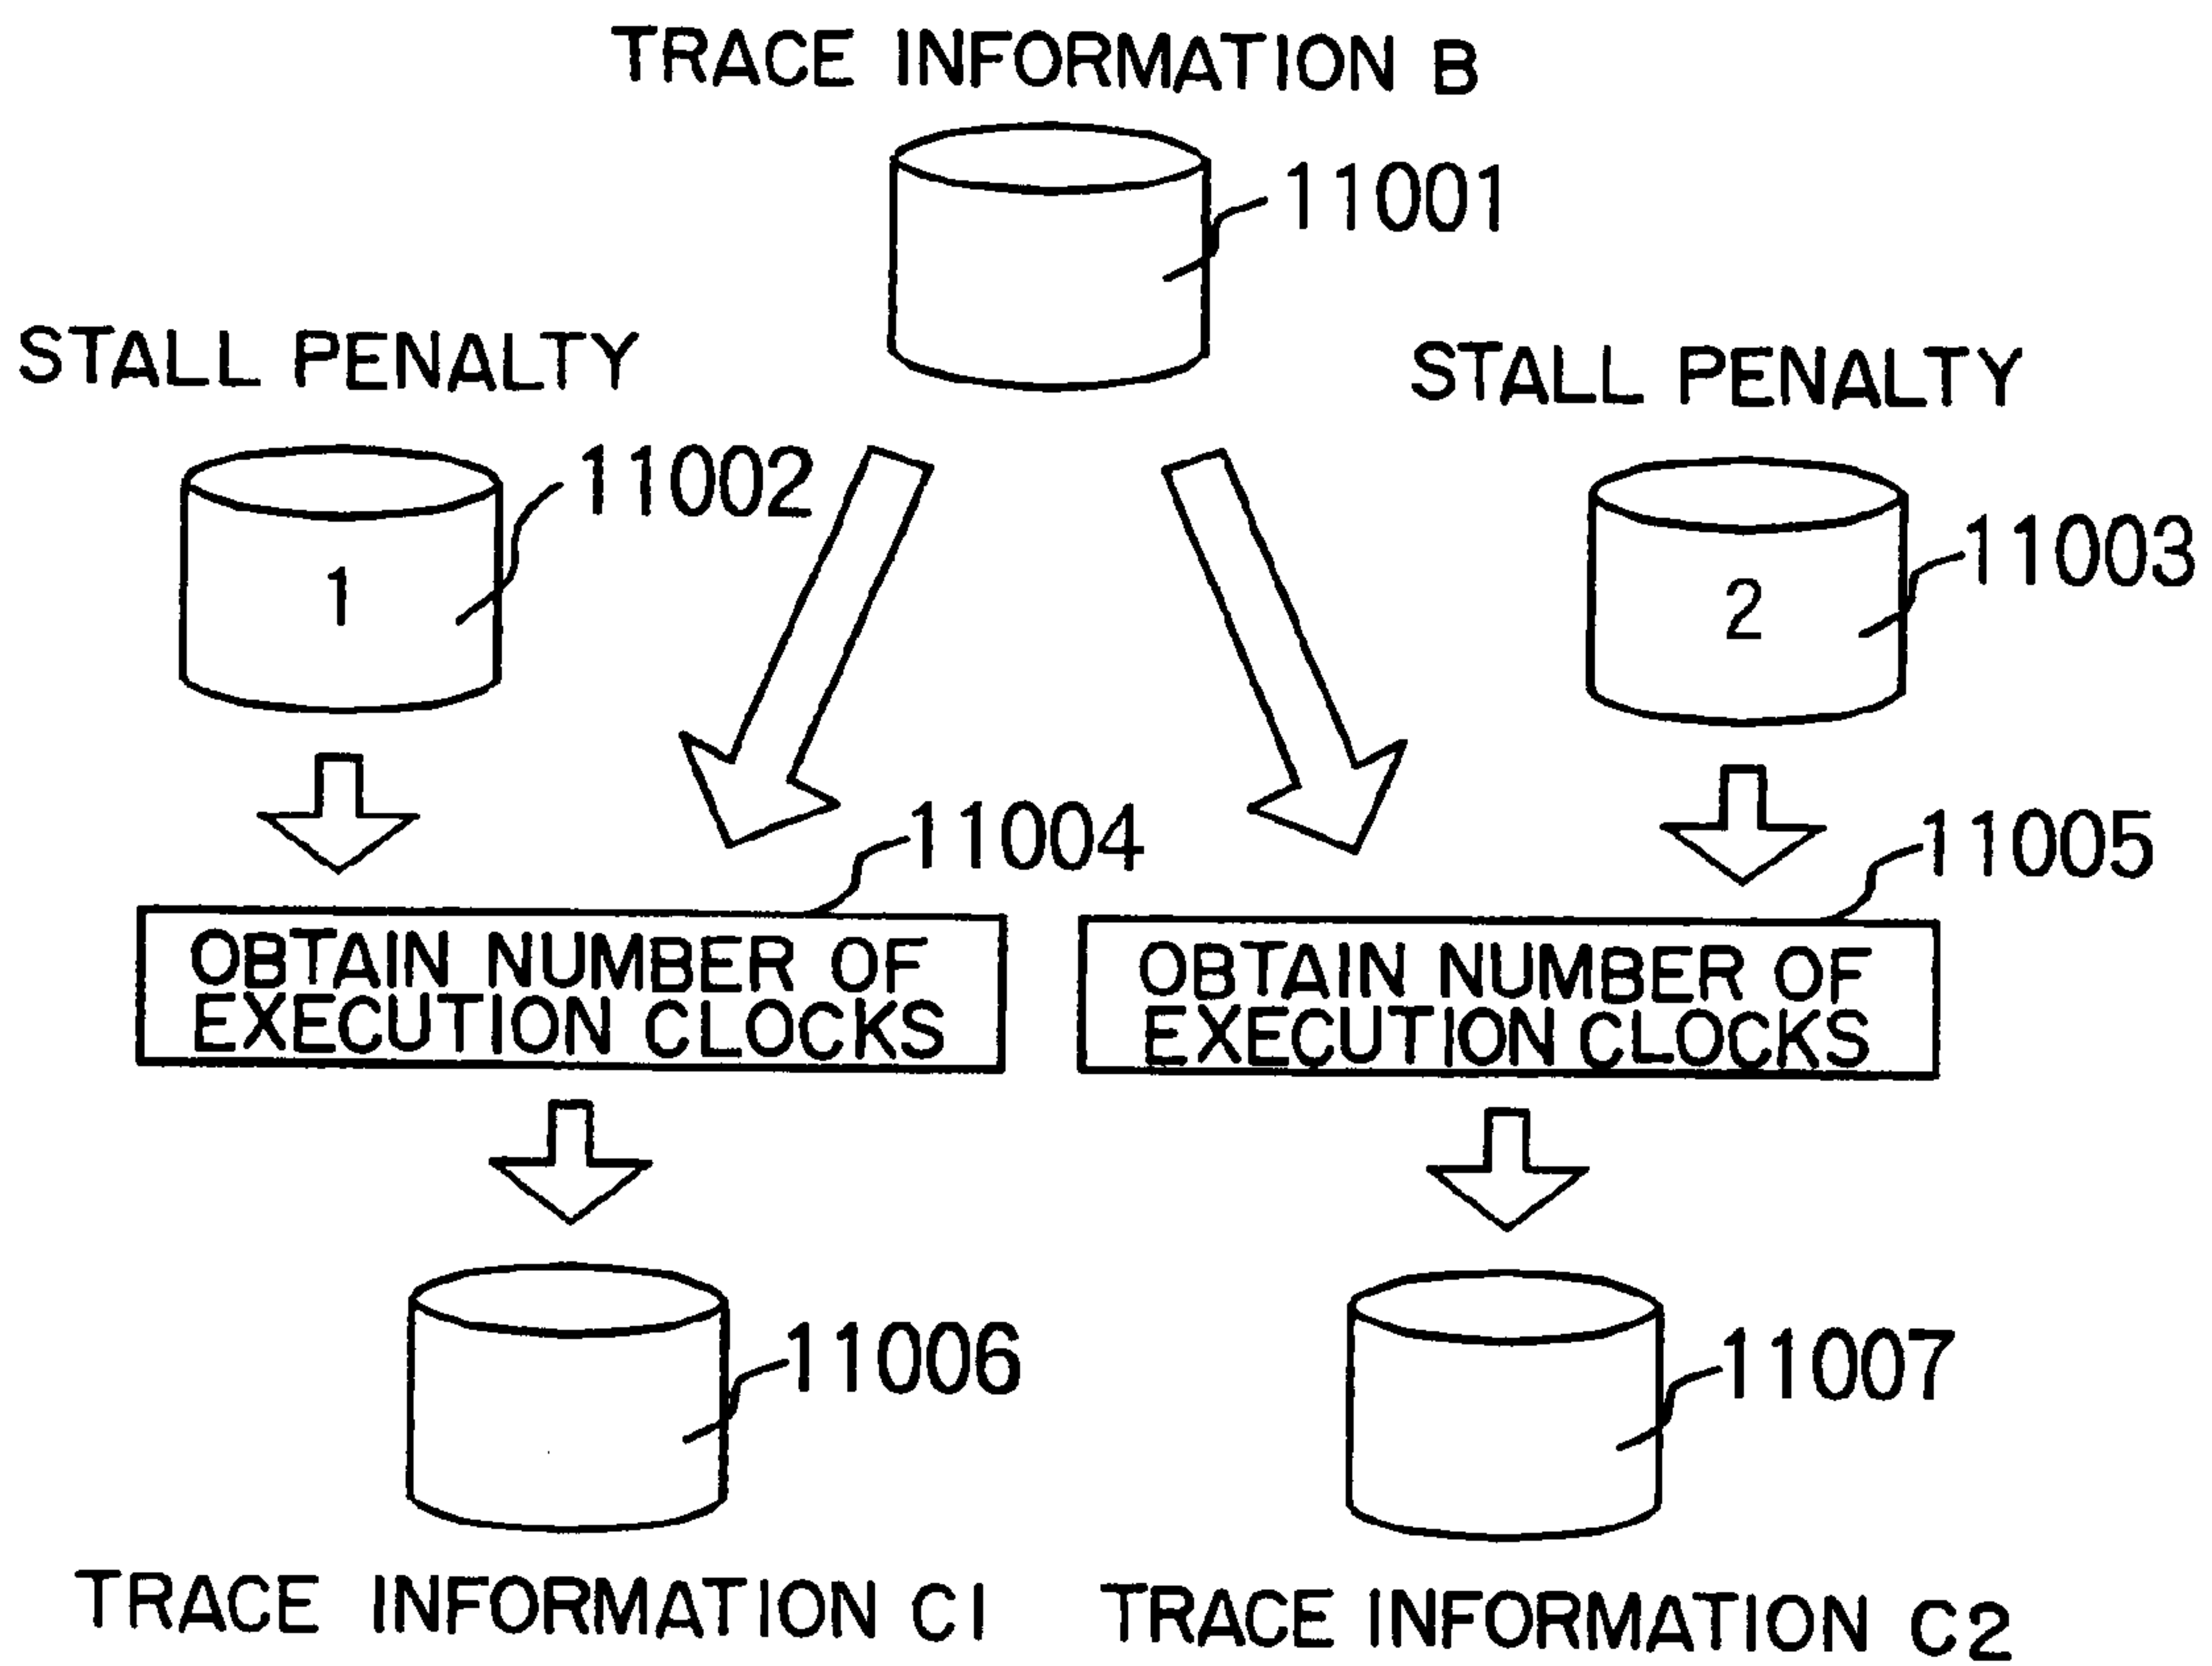 TRACE INFORMATION B
11001
STALL PENALTY
STALL PENALTY
11002
11003
1
2
11004
11005
OBTAIN NUMBER OF
EXECUTION CLOCKS
OBTAIN NUMBER OF
EXECUTION CLOCKS
11006
11007
TRACE INFORMATION C1
TRACE INFORMATION C2